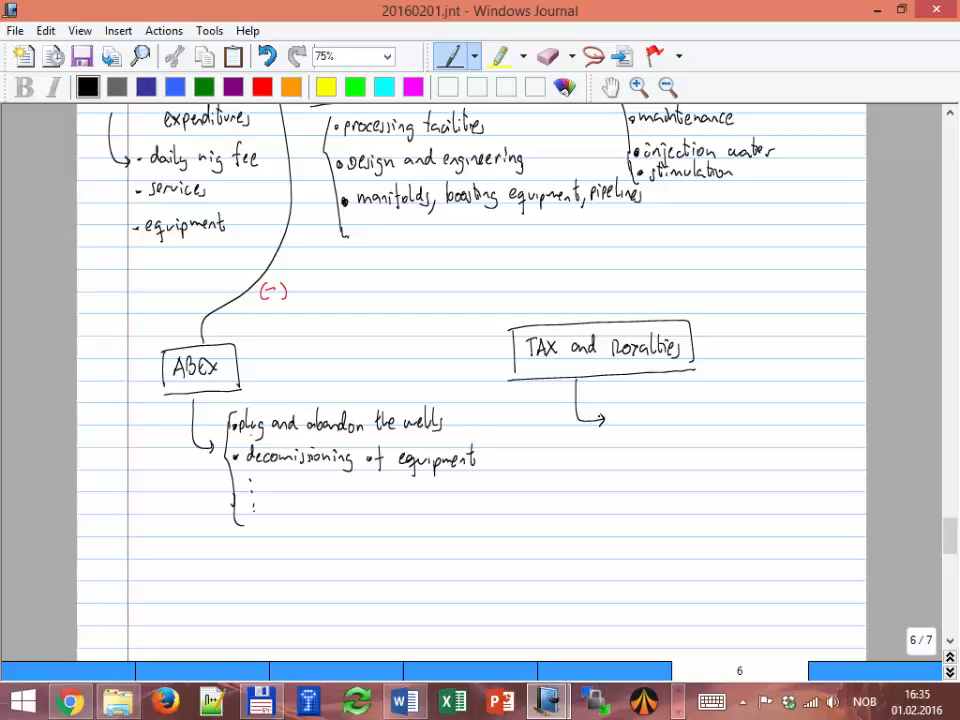 20160201.jnt - Windows Journal
File Edit View Insert Actions Tools Help
75%
B I
expenditures
• daily rig fee
• services
• equipment
• processing facilities
• Design and engineering
• manifolds, boosting equipment, pipelines
• maintenance
• injection water
• stimulation
(-)
ABEX
• plug and abandon the wells
• decomissioning of equipment
TAX and Royalties
6 / 7
6
NOB
16:35
01.02.2016